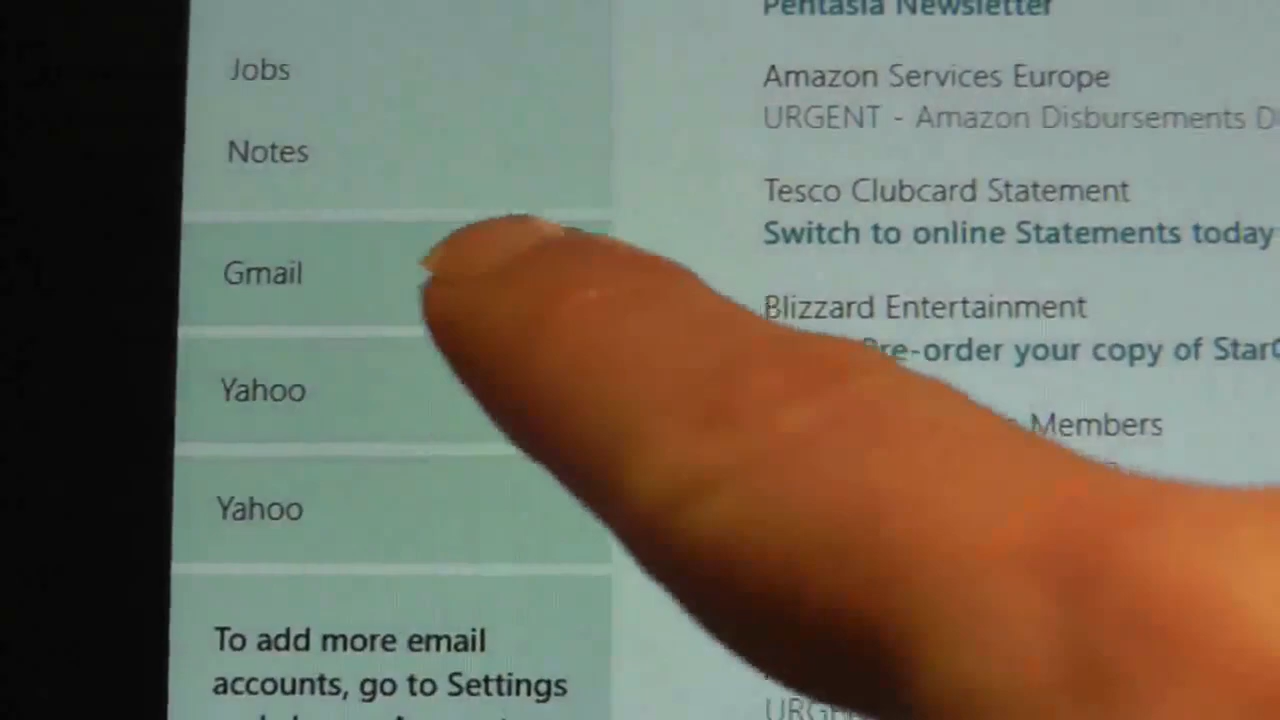 Jobs
Notes
Gmail
Yahoo
Yahoo
To add more email
accounts, go to Settings
Pentasia Newsletter
Amazon Services Europe
URGENT - Amazon Disbursements D
Tesco Clubcard Statement
Switch to online Statements today
Blizzard Entertainment
Pre-order your copy of Star
Members